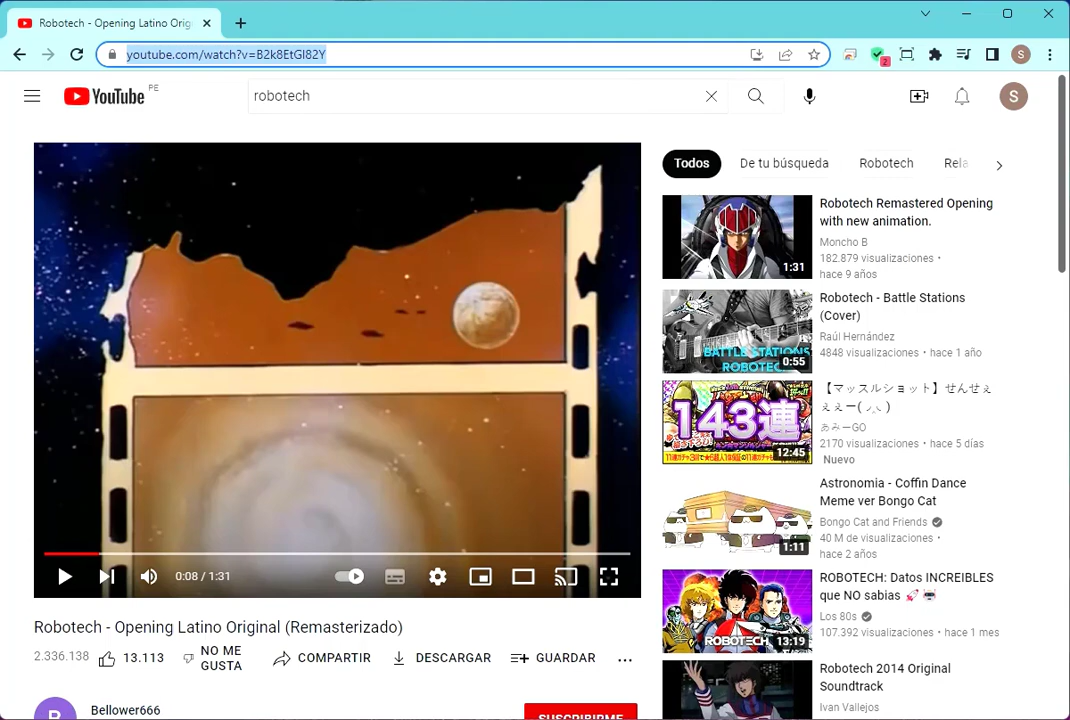 Robotech - Opening Latino Orig
youtube.com/watch?v=B2k8EtGl82Y
2
S
YouTube PE
robotech
S
Todos
De tu búsqueda
Robotech
Rela
Robotech Remastered Opening
with new animation.
Moncho B
182.879 visualizaciones •
hace 9 años
1:31
Robotech - Battle Stations
(Cover)
Raúl Hernández
4848 visualizaciones • hace 1 año
BATTLE STATIONS
ROBOTEC
0:55
【マッスルショット】せんせぇ
ぇぇー( ◞‸◟ )
あみーGO
2170 visualizaciones • hace 5 días
Nuevo
143連
12:45
Astronomia - Coffin Dance
Meme ver Bongo Cat
Bongo Cat and Friends
40 M de visualizaciones •
hace 2 años
1:11
ROBOTECH: Datos INCREIBLES
que NO sabias 🚀 🤖
Los 80s
107.392 visualizaciones • hace 1 mes
ROBOTECH
13:19
Robotech 2014 Original
Soundtrack
Ivan Vallejos
0:08 / 1:31
Robotech - Opening Latino Original (Remasterizado)
2.336.138
13.113
NO ME
GUSTA
COMPARTIR
DESCARGAR
GUARDAR
Bellower666
SUSCRIBIRME